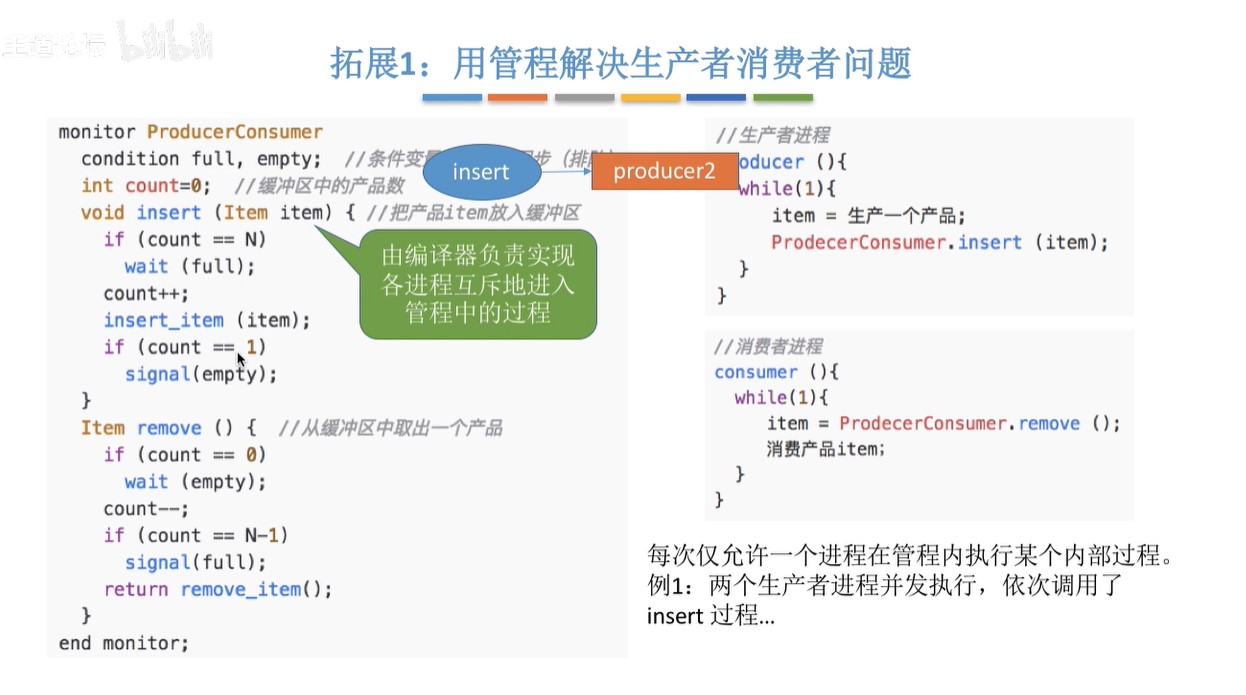 bilibili
拓展1：用管程解决生产者消费者问题
monitor ProducerConsumer
condition full, empty; //条件变量
int count=0; //缓冲区中的产品数
void insert (Item item) { //把产品item放入缓冲区
if (count == N)
wait (full);
count++;
insert_item (item);
if (count == 1)
signal(empty);
}
Item remove () { //从缓冲区中取出一个产品
if (count == 0)
wait (empty);
count--;
if (count == N-1)
signal(full);
return remove_item();
}
end monitor;
insert
producer2
由编译器负责实现
各进程互斥地进入
管程中的过程
//生产者进程
oducer (){
while(1){
item = 生产一个产品;
ProdecerConsumer.insert (item);
}
}
//消费者进程
consumer (){
while(1){
item = ProdecerConsumer.remove ();
消费产品item;
}
}
每次仅允许一个进程在管程内执行某个内部过程。
例1：两个生产者进程并发执行，依次调用了
insert 过程…